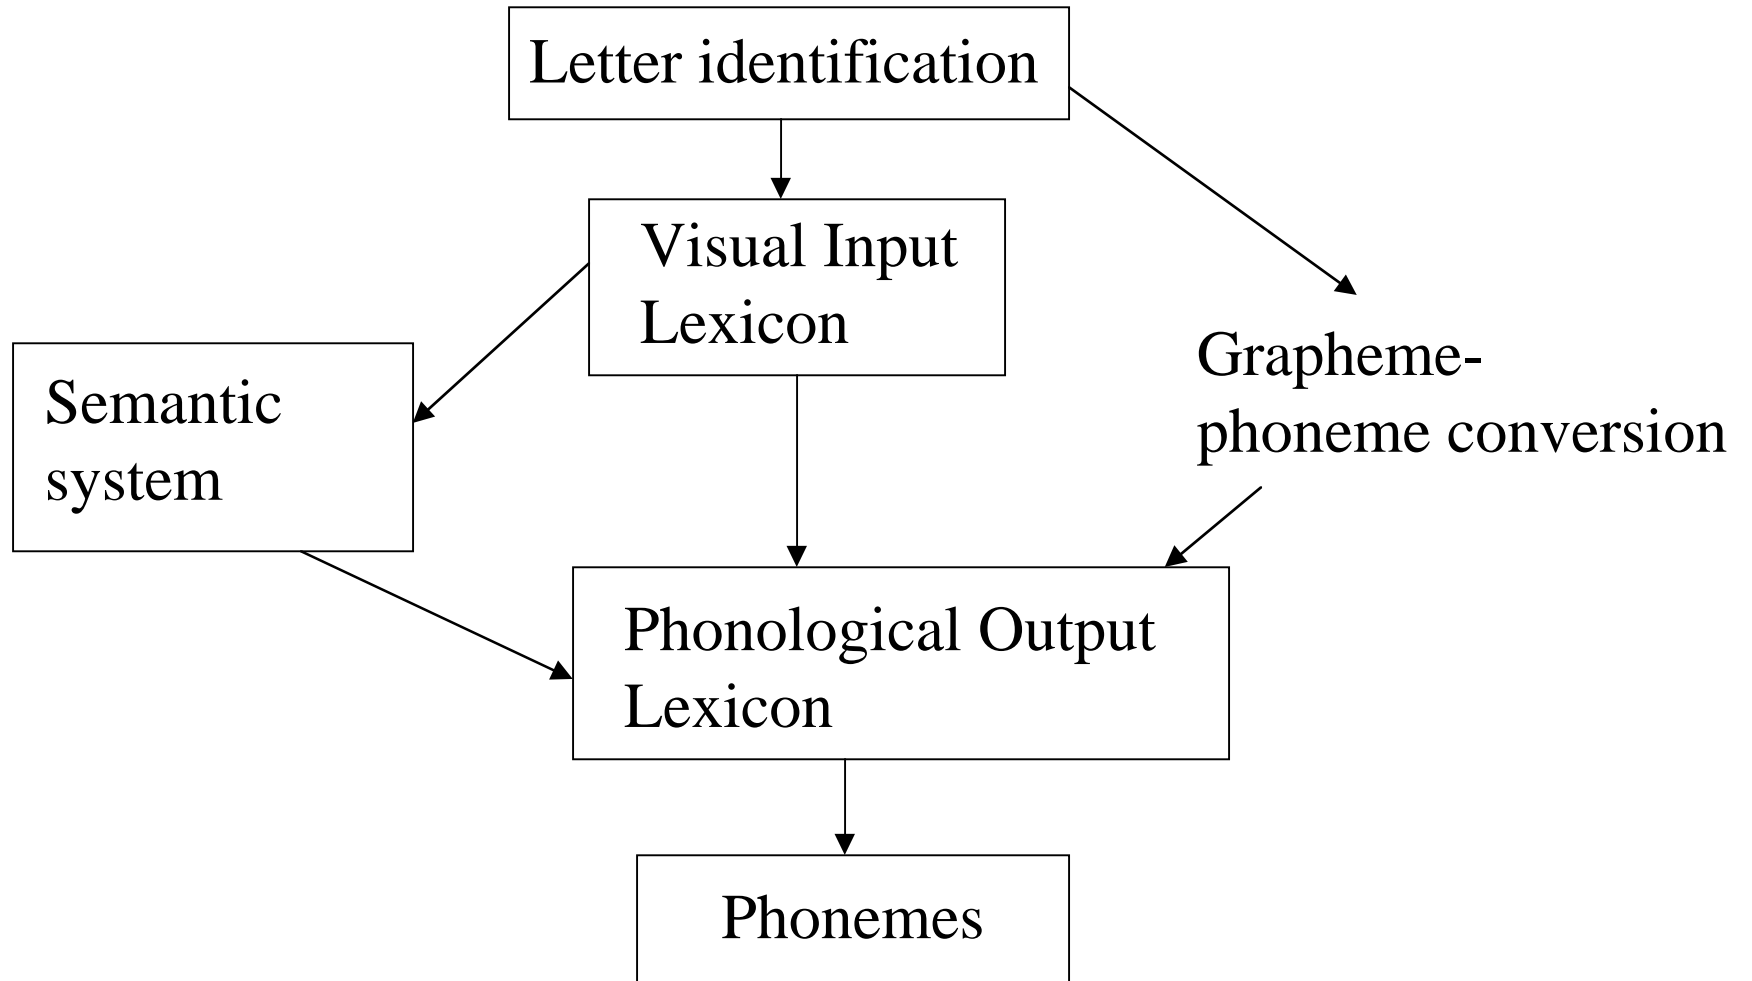 Letter identification
Visual Input
Lexicon
Semantic
system
Grapheme-
phoneme conversion
Phonological Output
Lexicon
Phonemes